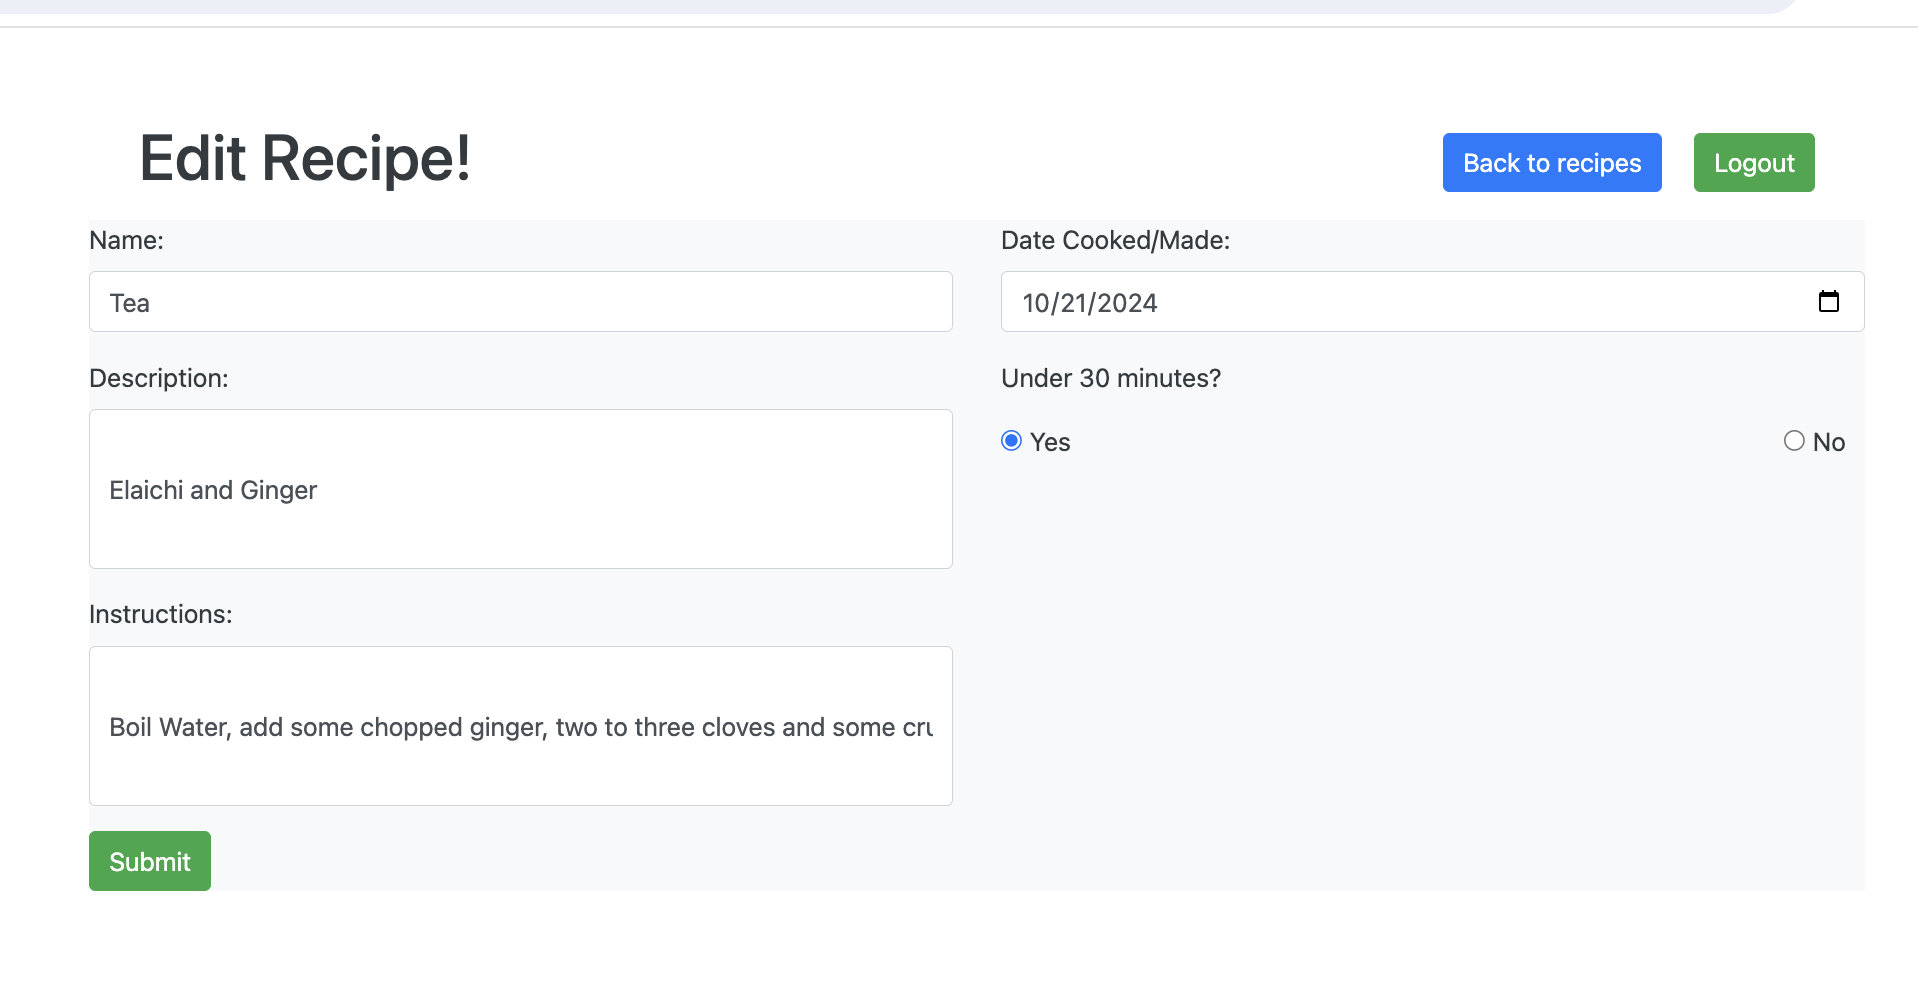 Edit Recipe!
Back to recipes
Logout
Name:
Tea
Date Cooked/Made:
10/21/2024
Description:
Elaichi and Ginger
Under 30 minutes?
Yes
No
Instructions:
Boil Water, add some chopped ginger, two to three cloves and some
Submit